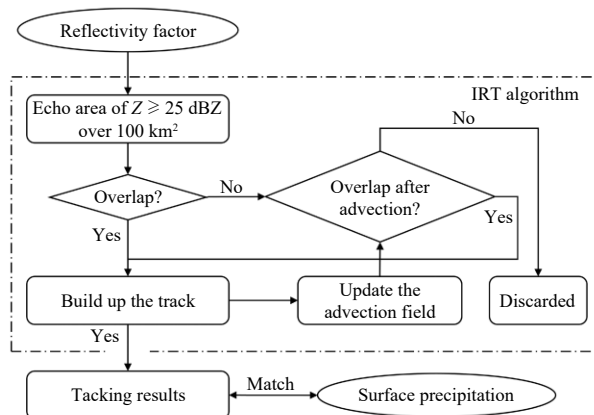 Reflectivity factor
IRT algorithm
Echo area of Z ⩾ 25 dBZ
over 100 km²
No
Overlap?
No
Overlap after
advection?
Yes
Yes
Build up the track
Update the
advection field
Discarded
Yes
Tacking results
Match
Surface precipitation